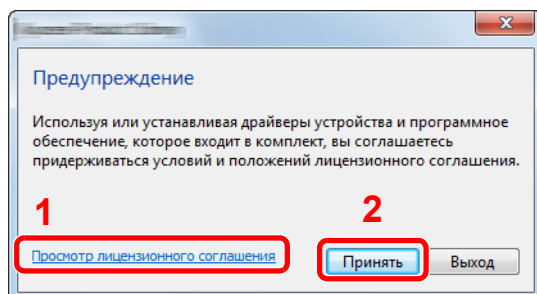 Предупреждение
Используя или устанавливая драйверы устройства и программное
обеспечение, которое входит в комплект, вы соглашаетесь
придерживаться условий и положений лицензионного соглашения.
1
2
Просмотр лицензионного соглашения
Принять
Выход